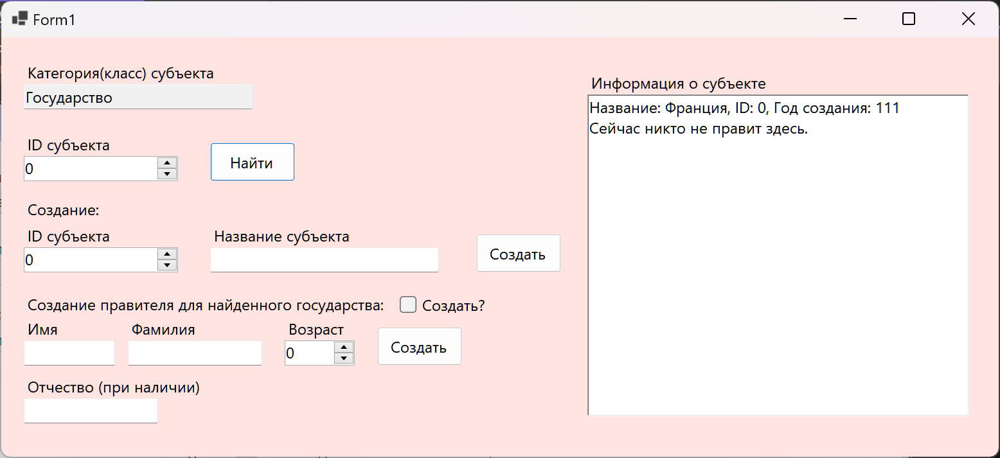 Form1
Категория(класс) субъекта
Государство
ID субъекта
0
Найти
Создание:
ID субъекта
Название субъекта
0
Создать
Создание правителя для найденного государства:
Создать?
Имя
Фамилия
Возраст
0
Создать
Отчество (при наличии)
Информация о субъекте
Название: Франция, ID: 0, Год создания: 111
Сейчас никто не правит здесь.